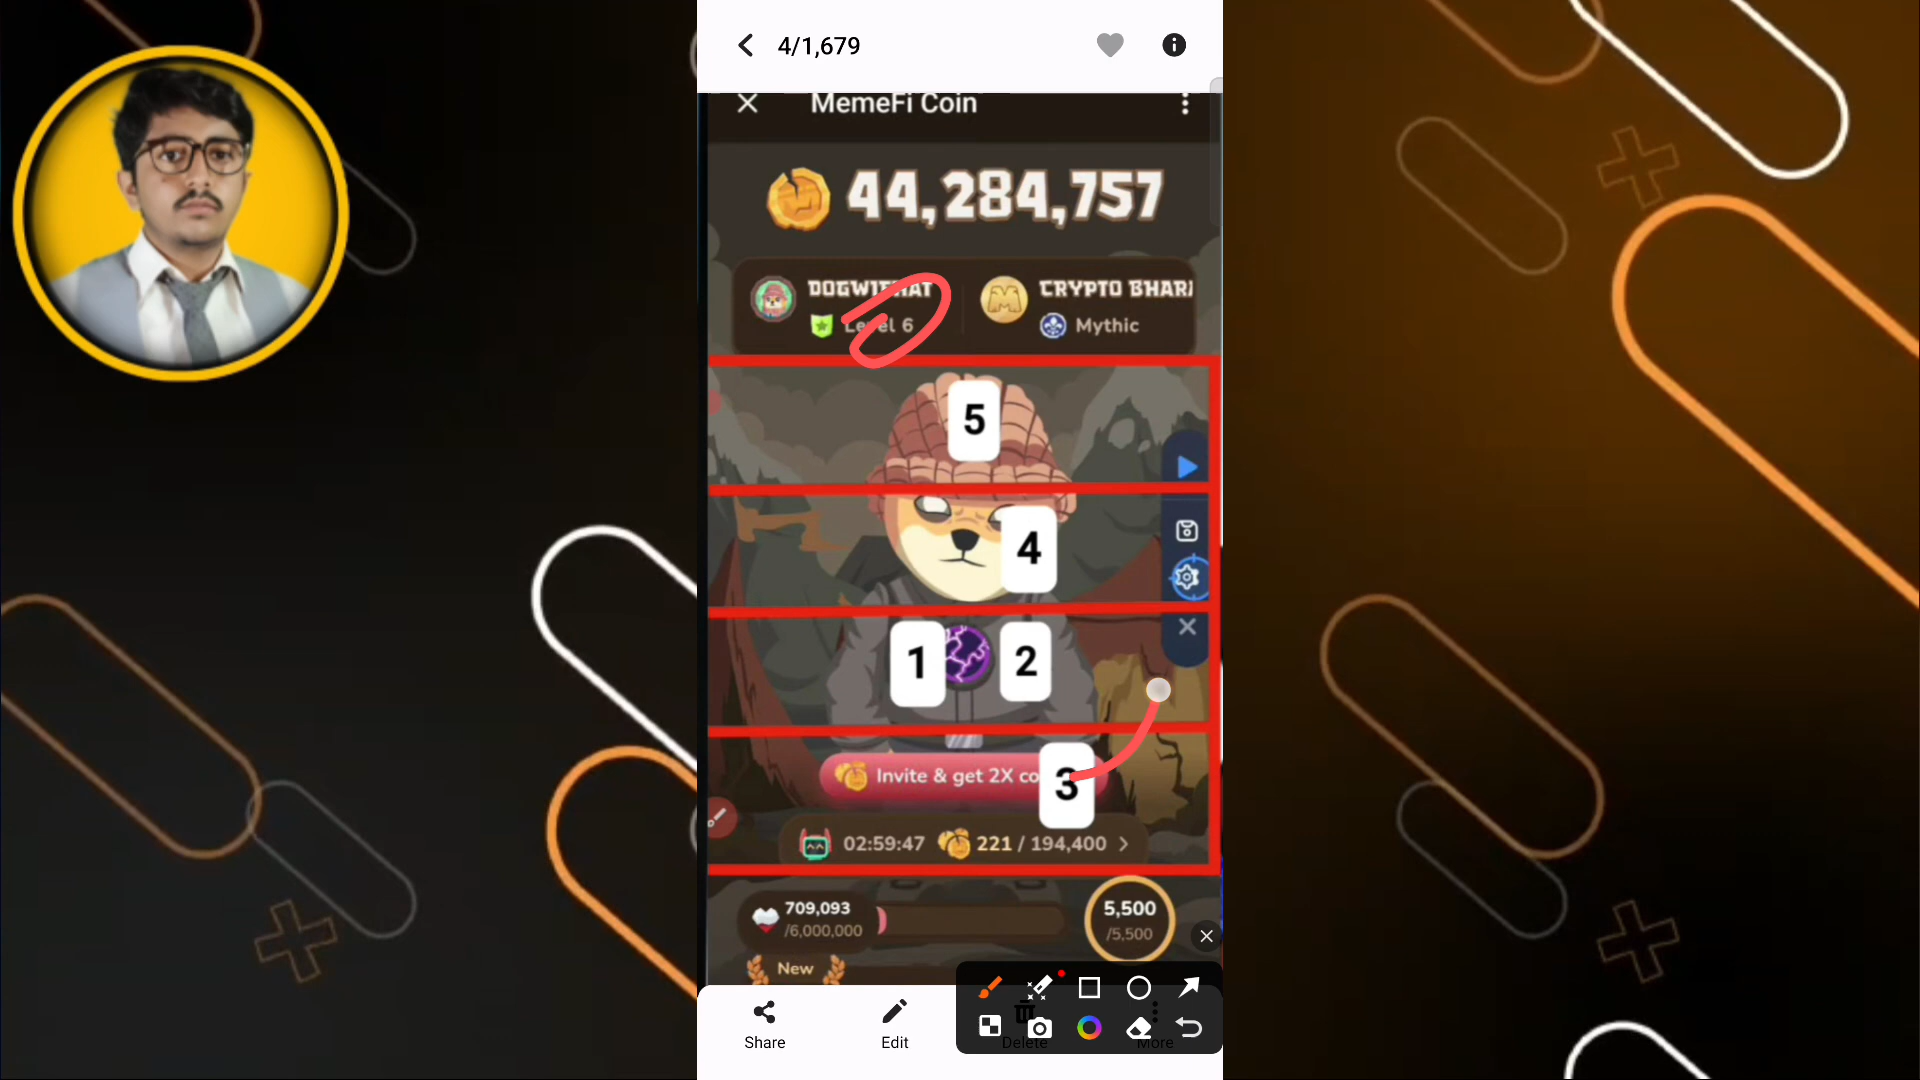 4/1,679
MemeFi Coin
44,284,757
DOGWIFHAT
Level 6
CRYPTO BHARA
Mythic
5
4
1
2
Invite & get 2X co
3
02:59:47
221 / 194,400
709,093
/6,000,000
5,500
/5,500
New
Share
Edit
Delete
More